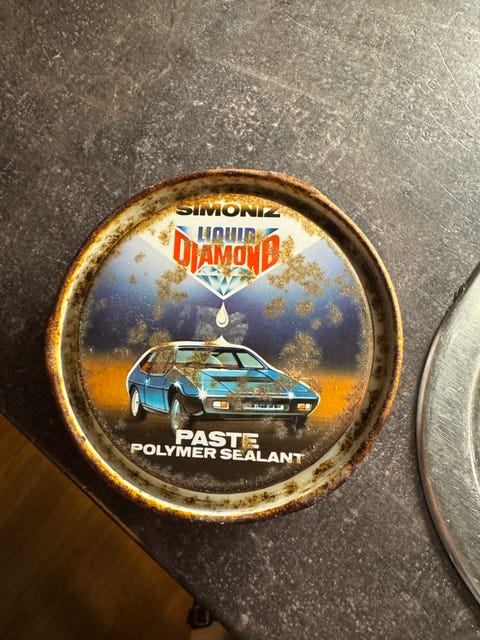 SIMONIZ
LIQUID
DIAMOND
PASTE
POLYMER SEALANT